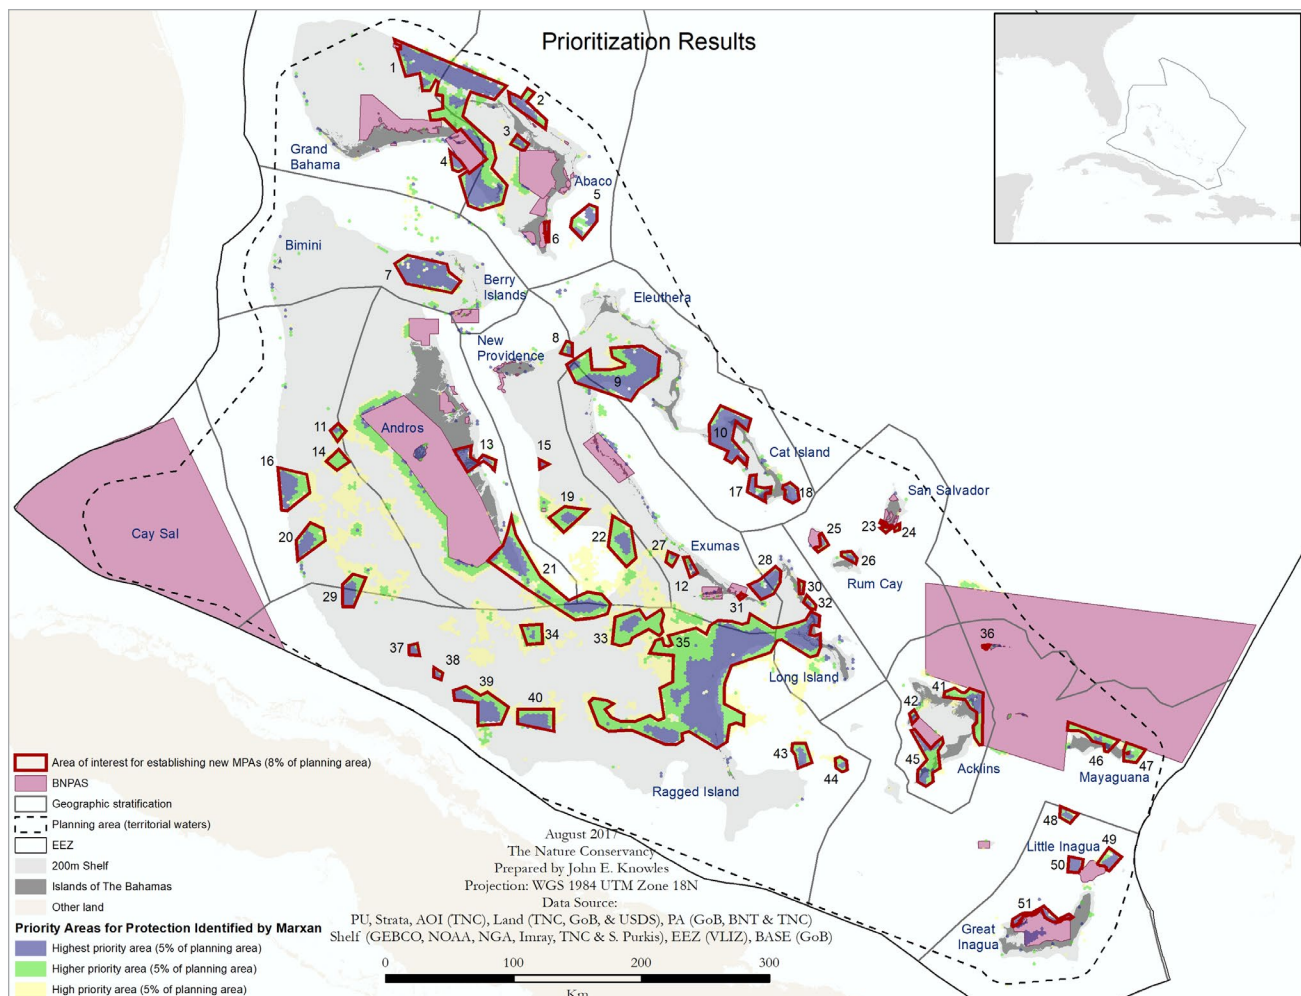 Prioritization Results
1
2
3
Grand
Bahama
4
Abaco
5
6
Bimini
7
Berry
Islands
Eleuthera
8
New
Providence
9
10
11
Andros
13
15
Cat Island
14
16
17
18
San Salvador
19
23
24
Cay Sal
20
22
25
26
27
Exumas
28
Rum Cay
21
12
30
29
31
32
34
33
35
36
37
38
Long Island
39
40
41
42
43
44
45
Acklins
46
47
Mayaguana
Ragged Island
48
Little Inagua
49
50
51
Great
Inagua
Area of interest for establishing new MPAs (8% of planning area)
BNPAS
Geographic stratification
Planning area (territorial waters)
EEZ
200m Shelf
Islands of The Bahamas
Other land
Priority Areas for Protection Identified by Marxan
Highest priority area (5% of planning area)
Higher priority area (5% of planning area)
High priority area (5% of planning area)
August 2017
The Nature Conservancy
Prepared by John E. Knowles
Projection: WGS 1984 UTM Zone 18N
Data Source:
PU, Strata, AOI (TNC), Land (TNC, GoB, & USDS), PA (GoB, BNT & TNC)
Shelf (GEBCO, NOAA, NGA, Imray, TNC & S. Purkis), EEZ (VLIZ), BASE (GoB)
0 100 200 300
Km